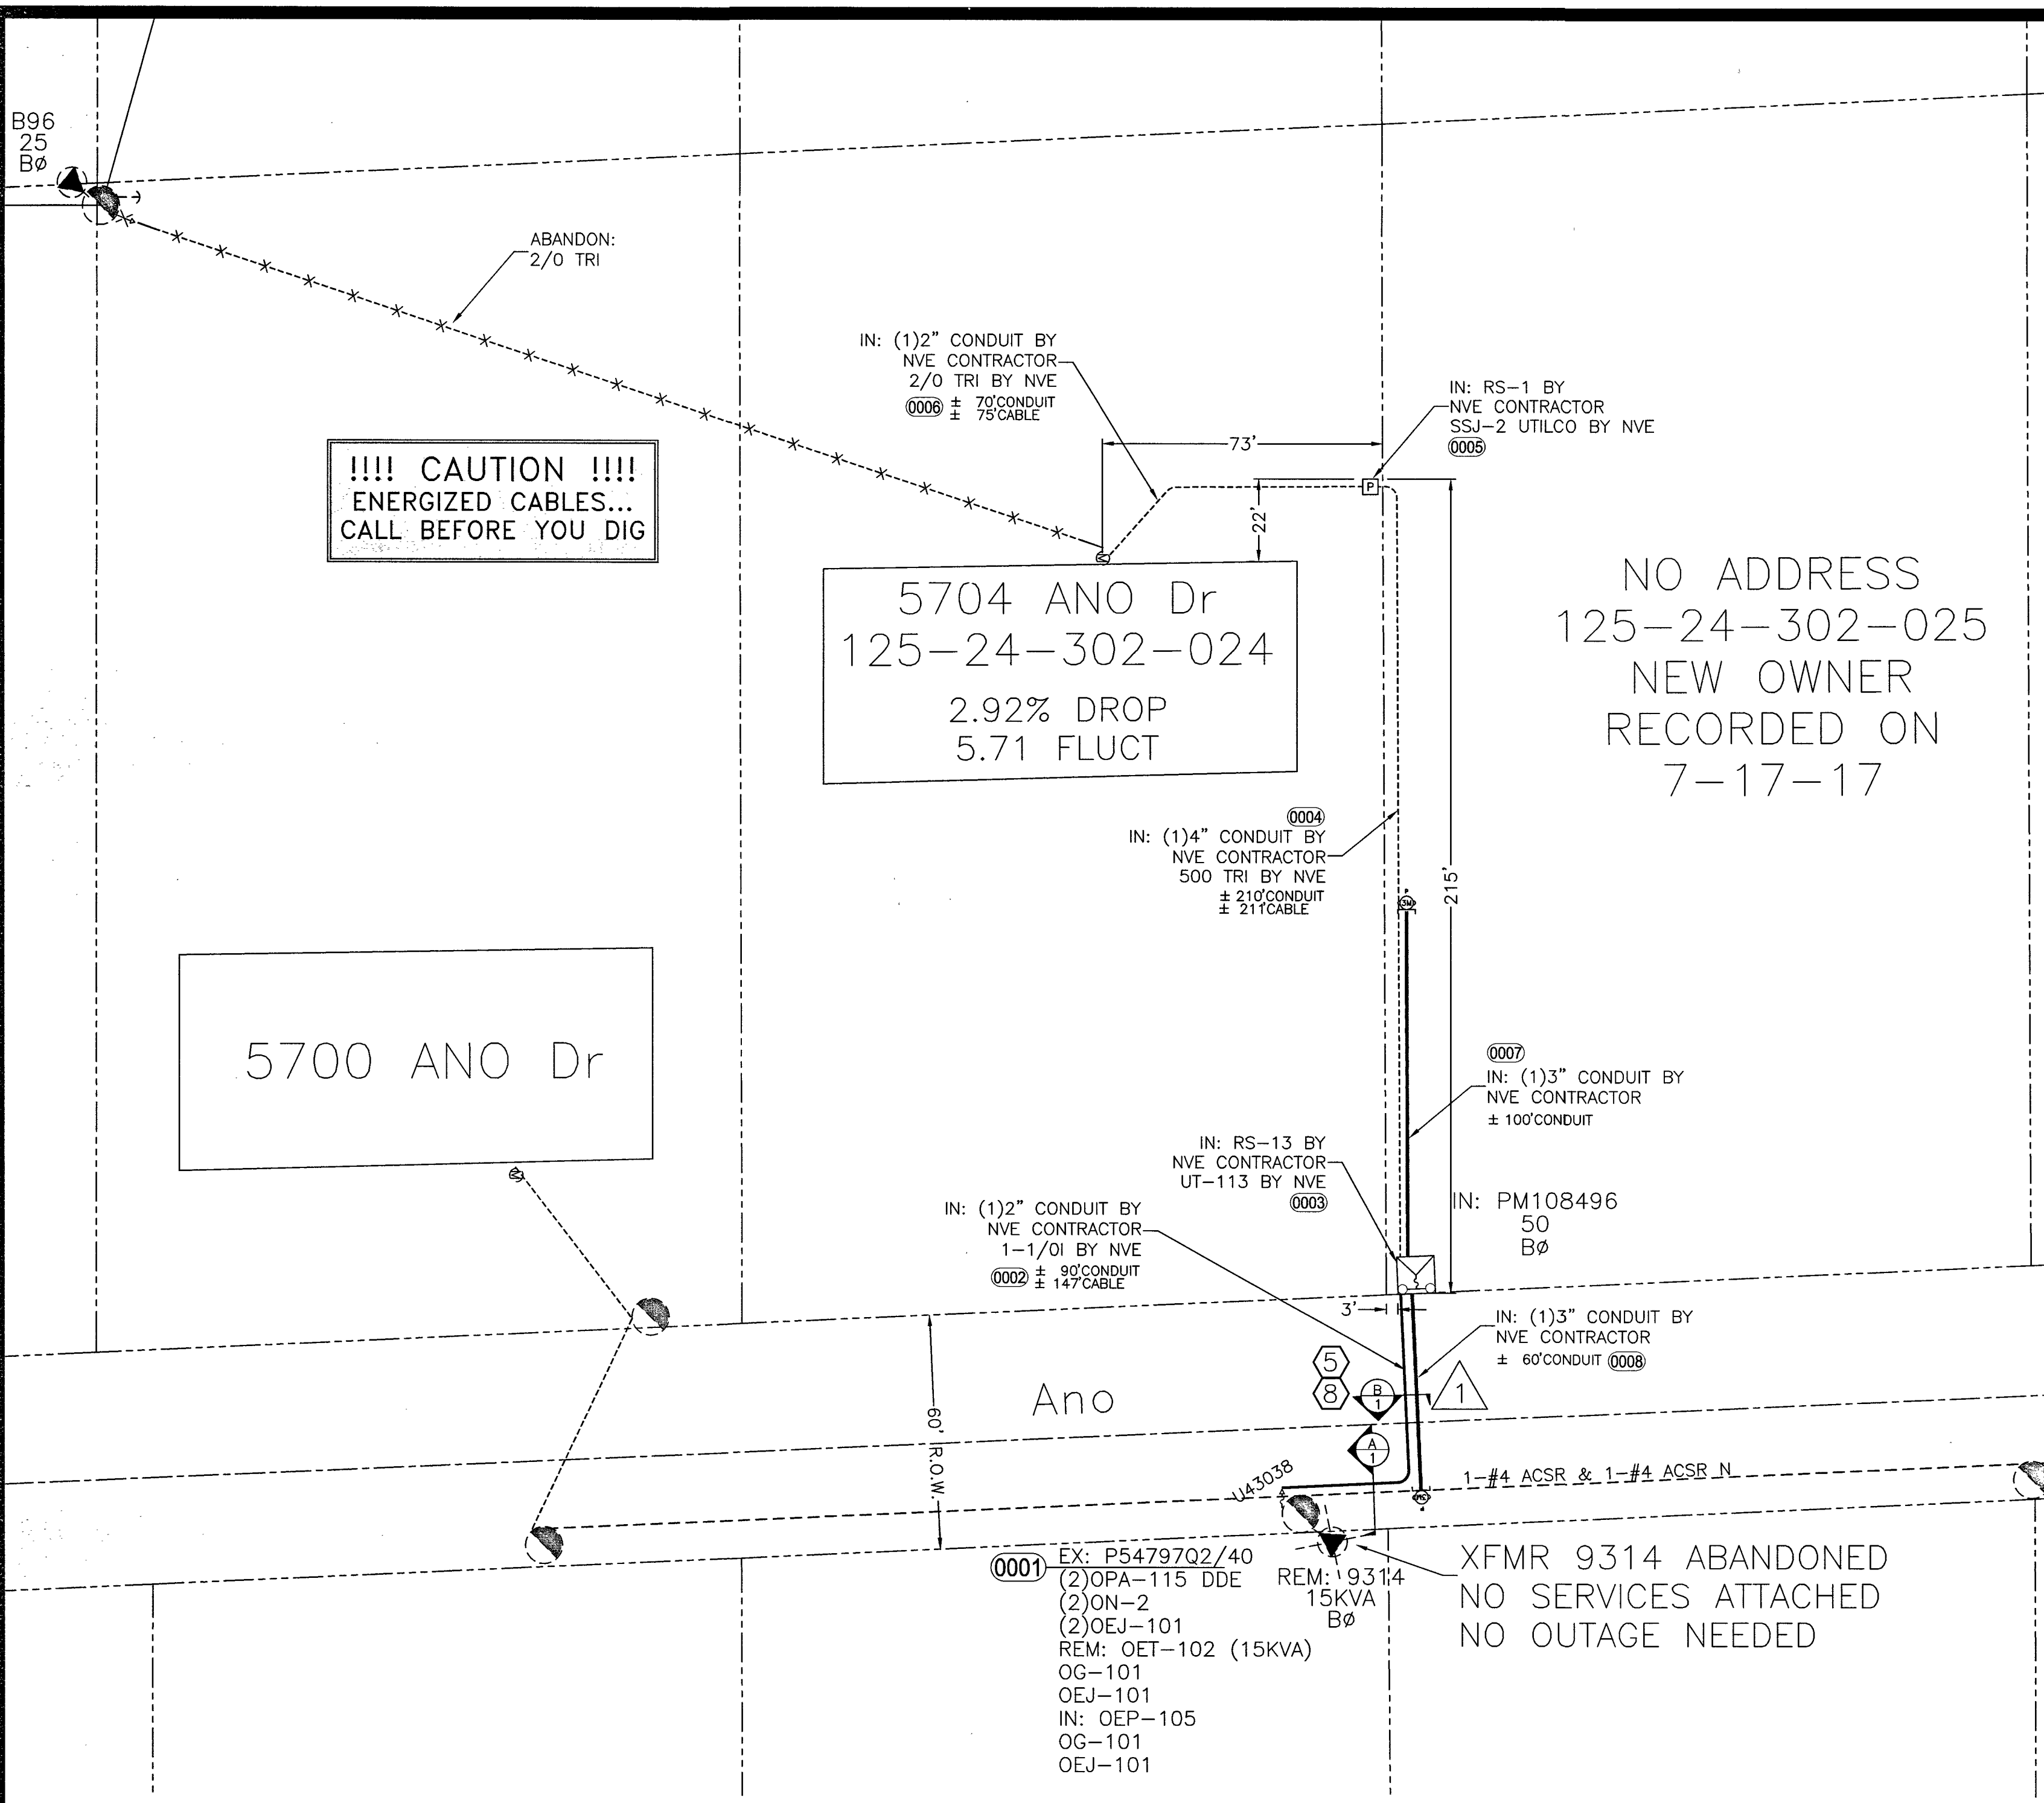 B96
25
BØ
ABANDON:
2/0 TRI
IN: (1)2" CONDUIT BY
NVE CONTRACTOR
2/0 TRI BY NVE
0006 ± 70'CONDUIT
± 75'CABLE
IN: RS-1 BY
NVE CONTRACTOR
SSJ-2 UTILCO BY NVE
0005
73'
P
22'
!!!! CAUTION !!!!
ENERGIZED CABLES...
CALL BEFORE YOU DIG
M
5704 ANO Dr
125-24-302-024
2.92% DROP
5.71 FLUCT
NO ADDRESS
125-24-302-025
NEW OWNER
RECORDED ON
7-17-17
0004
IN: (1)4" CONDUIT BY
NVE CONTRACTOR
500 TRI BY NVE
± 210'CONDUIT
± 211'CABLE
215'
5700 ANO Dr
M
0007
IN: (1)3" CONDUIT BY
NVE CONTRACTOR
± 100'CONDUIT
IN: RS-13 BY
NVE CONTRACTOR
UT-113 BY NVE
0003
IN: PM108496
50
BØ
IN: (1)2" CONDUIT BY
NVE CONTRACTOR
1-1/0I BY NVE
0002 ± 90'CONDUIT
± 147'CABLE
3'
IN: (1)3" CONDUIT BY
NVE CONTRACTOR
± 60'CONDUIT 0008
5
8
B
1
1
A
1
Ano
60' R.O.W.
U43038
1-#4 ACSR & 1-#4 ACSR N
0001 EX: P54797Q2/40
(2)OPA-115 DDE
(2)ON-2
(2)OEJ-101
REM: OET-102 (15KVA)
OG-101
OEJ-101
IN: OEP-105
OG-101
OEJ-101
REM: 9314
15KVA
BØ
XFMR 9314 ABANDONED
NO SERVICES ATTACHED
NO OUTAGE NEEDED